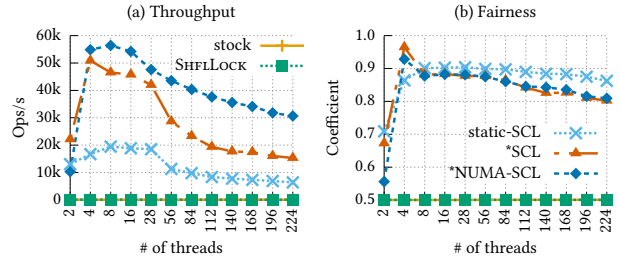 (a) Throughput
60k
50k
40k
30k
20k
10k
0
Ops/s
stock
SHFLLOCK
2
4
8
16
28
56
84
112
140
168
196
224
# of threads
(b) Fairness
1.0
0.9
0.8
0.7
0.6
0.5
Coefficient
static-SCL
*SCL
*NUMA-SCL
2
4
8
16
28
56
84
112
140
168
196
224
# of threads